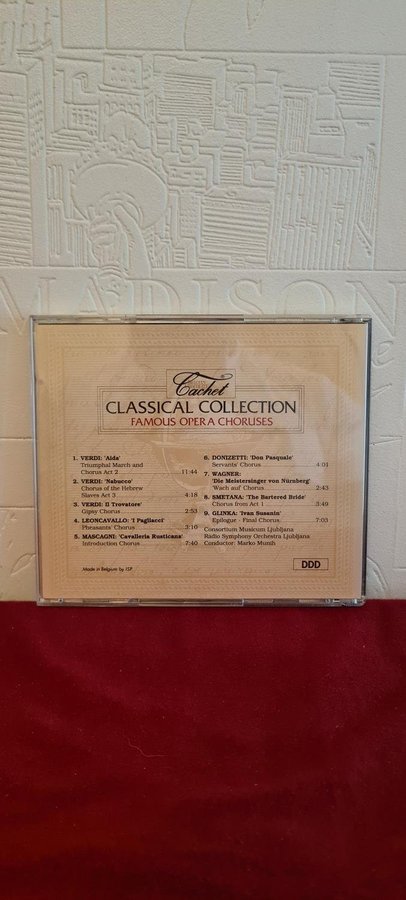 MADISON
Cachet
CLASSICAL COLLECTION
FAMOUS OPERA CHORUSES
1. VERDI: 'Aida'
Triumphal March and
Chorus Act 2 11:44
2. VERDI: 'Nabucco'
Chorus of the Hebrew
Slaves Act 3 4:18
3. VERDI: Il Trovatore'
Gipsy Chorus 2:53
4. LEONCAVALLO: 'I Pagliacci'
Pheasants' Chorus 3:10
5. MASCAGNI: 'Cavalleria Rusticana'
Introduction Chorus 7:40
6. DONIZETTI: 'Don Pasquale'
Servants' Chorus 4:01
7. WAGNER:
'Die Meistersinger von Nürnberg'
Wach auf' Chorus 2:43
8. SMETANA: 'The Bartered Bride'
Chorus from Act 1 3:49
9. GLINKA: 'Ivan Susanin'
Epilogue - Final Chorus 7:03
Consortium Musicum Ljubljana
Radio Symphony Orchestra Ljubljana
Conductor: Marko Munih
Made in Belgium by ISP
DDD